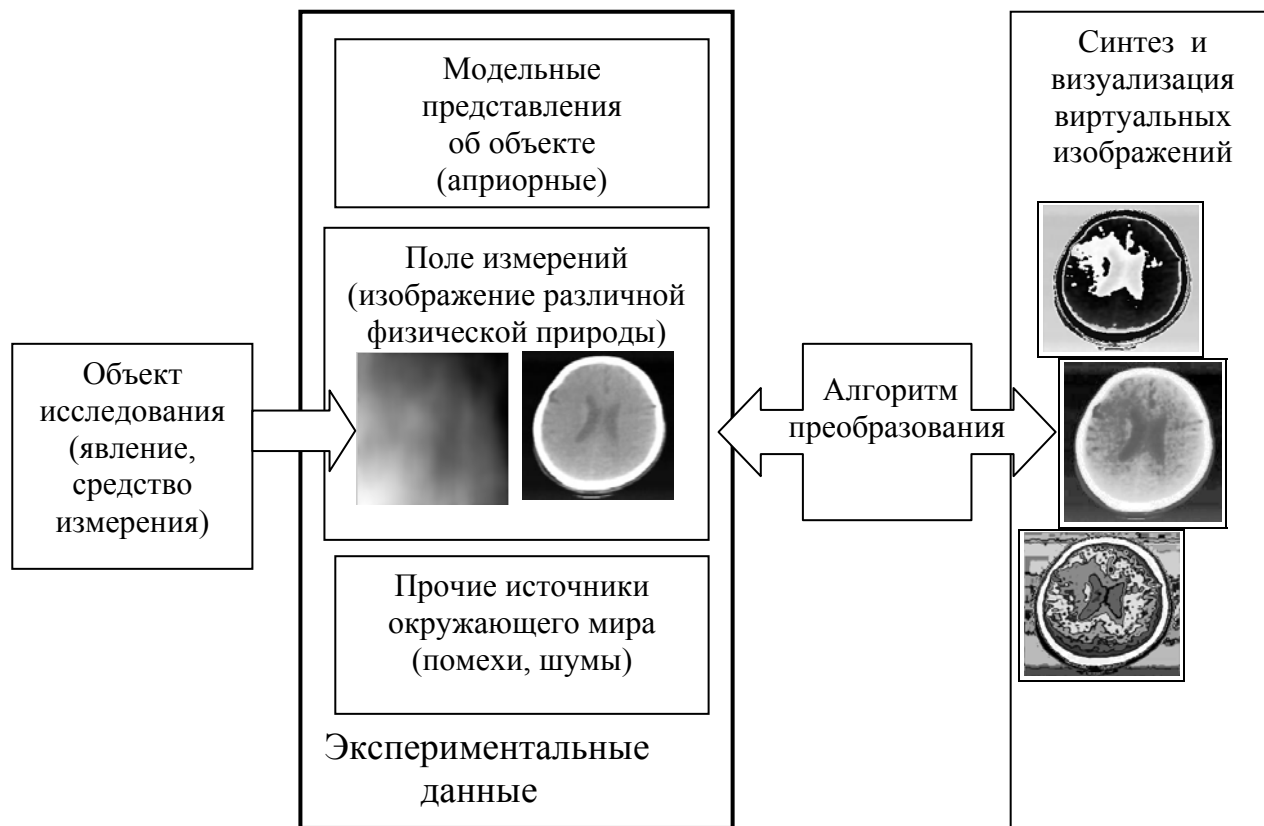 Объект
исследования
(явление,
средство
измерения)
Модельные
представления
об объекте
(априорные)
Поле измерений
(изображение различной
физической природы)
Прочие источники
окружающего мира
(помехи, шумы)
Экспериментальные
данные
Алгоритм
преобразования
Синтез и
визуализация
виртуальных
изображений